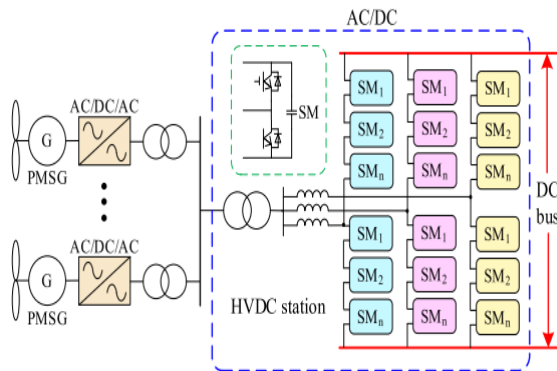 AC/DC
AC/DC/AC
G
PMSG
AC/DC/AC
G
PMSG
SM
HVDC station
SM₁ SM₁ SM₁
SM₂ SM₂ SM₂
SMₙ SMₙ SMₙ
SM₁ SM₁ SM₁
SM₂ SM₂ SM₂
SMₙ SMₙ SMₙ
DC
bus